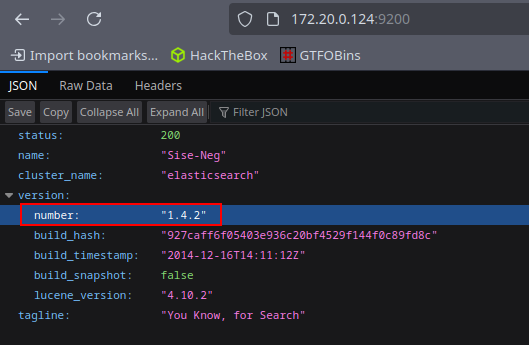 172.20.0.124:9200
Import bookmarks... HackTheBox GTFOBins
JSON Raw Data Headers
Save Copy Collapse All Expand All Filter JSON
status: 200
name: "Sise-Neg"
cluster_name: "elasticsearch"
version:
number: "1.4.2"
build_hash: "927caff6f05403e936c20bf4529f144f0c89fd8c"
build_timestamp: "2014-12-16T14:11:12Z"
build_snapshot: false
lucene_version: "4.10.2"
tagline: "You Know, for Search"